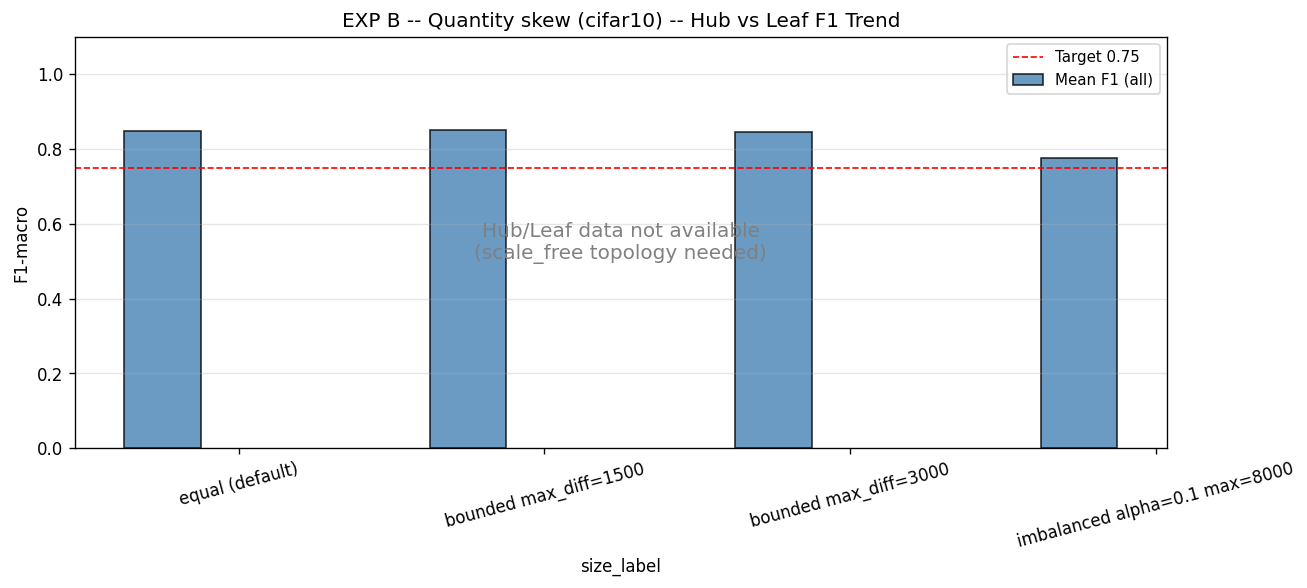 EXP B -- Quantity skew (cifar10) -- Hub vs Leaf F1 Trend
Target 0.75
Mean F1 (all)
F1-macro
1.0
0.8
0.6
0.4
0.2
0.0
Hub/Leaf data not available
(scale_free topology needed)
equal (default)
bounded max_diff=1500
bounded max_diff=3000
imbalanced alpha=0.1 max=8000
size_label